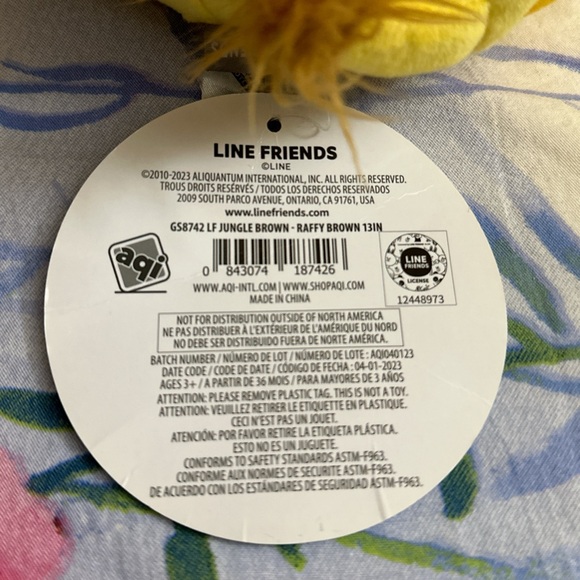 LINE FRIENDS
©LINE
©2010-2023 ALIQUANTUM INTERNATIONAL, INC. ALL RIGHTS RESERVED.
TROUS DROITS RESÉRVÉS / TODOS LOS DERECHOS RESERVADOS
2009 SOUTH PARCO AVENUE, ONTARIO, CA 91761, USA
www.linefriends.com
GS8742 LF JUNGLE BROWN - RAFFY BROWN 13IN
aqi
0 843074 187426
LINE
FRIENDS
LICENSE
WWW.AQI-INTL.COM | WWW.SHOPAQI.COM
MADE IN CHINA
12448973
NOT FOR DISTRIBUTION OUTSIDE OF NORTH AMERICA
NE PAS DISTRIBUER À L'EXTÉRIEUR DE L'AMÉRIQUE DU NORD
NO DEBE SER DISTRIBUIDO FUERA DE NORTE AMÉRICA.
BATCH NUMBER / NÚMERO DE LOT / NÚMERO DE LOTE : AQI040123
DATE CODE / CODE DE DATE / CÓDIGO DE FECHA : 04-01-2023
AGES 3+ / A PARTIR DE 36 MOIS / PARA MAYORES DE 3 AÑOS
ATTENTION: PLEASE REMOVE PLASTIC TAG. THIS IS NOT A TOY.
ATTENTION: VEUILLEZ RETIRER LE ETIQUETTE EN PLASTIQUE.
CECI N'EST PAS UN JOUET.
ATENCIÓN: POR FAVOR RETIRE LA ETIQUETA PLÁSTICA.
ESTO NO ES UN JUGUETE.
CONFORMS TO SAFETY STANDARDS ASTM-F963.
CONFORME AUX NORMES DE SECURITE ASTM-F963.
DE ACUERDO CON LOS ESTÁNDARES DE SEGURIDAD ASTM-F963.